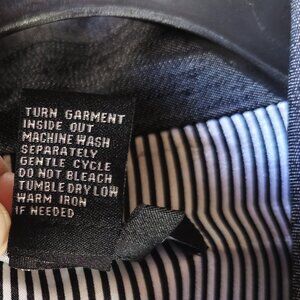 TURN GARMENT
INSIDE OUT
MACHINE WASH
SEPARATELY
GENTLE CYCLE
DO NOT BLEACH
TUMBLE DRY LOW
WARM IRON
IF NEEDED